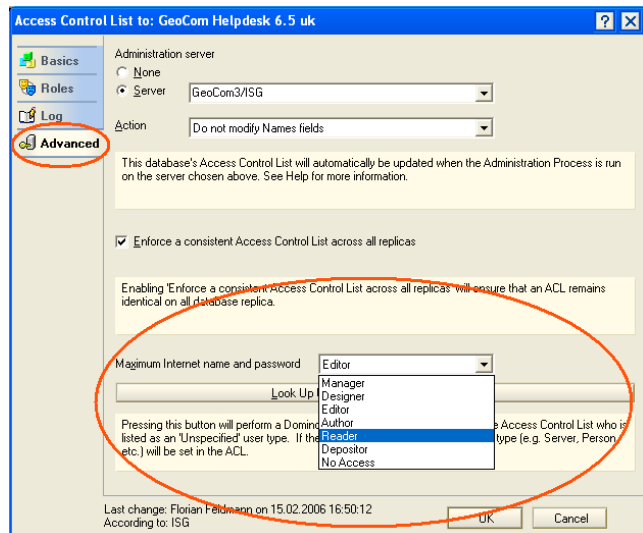 Access Control List to: GeoCom Helpdesk 6.5 uk
Basics
Roles
Log
Advanced
Administration server
None
Server GeoCom3/ISG
Action Do not modify Names fields
This database's Access Control List will automatically be updated when the Administration Process is run
on the server chosen above. See Help for more information.
Enforce a consistent Access Control List across all replicas
Enabling 'Enforce a consistent Access Control List across all replicas' will ensure that an ACL remains
identical on all database replica.
Maximum Internet name and password Editor
Manager
Designer
Editor
Author
Reader
Depositor
No Access
Look Up
Pressing this button will perform a Access Control List who is
listed as an 'Unspecified' user type. If the type (e.g. Server, Person
etc.) will be set in the ACL.
Last change: Florian Feldmann on 15.02.2006 16:50:12
According to: ISG
OK Cancel